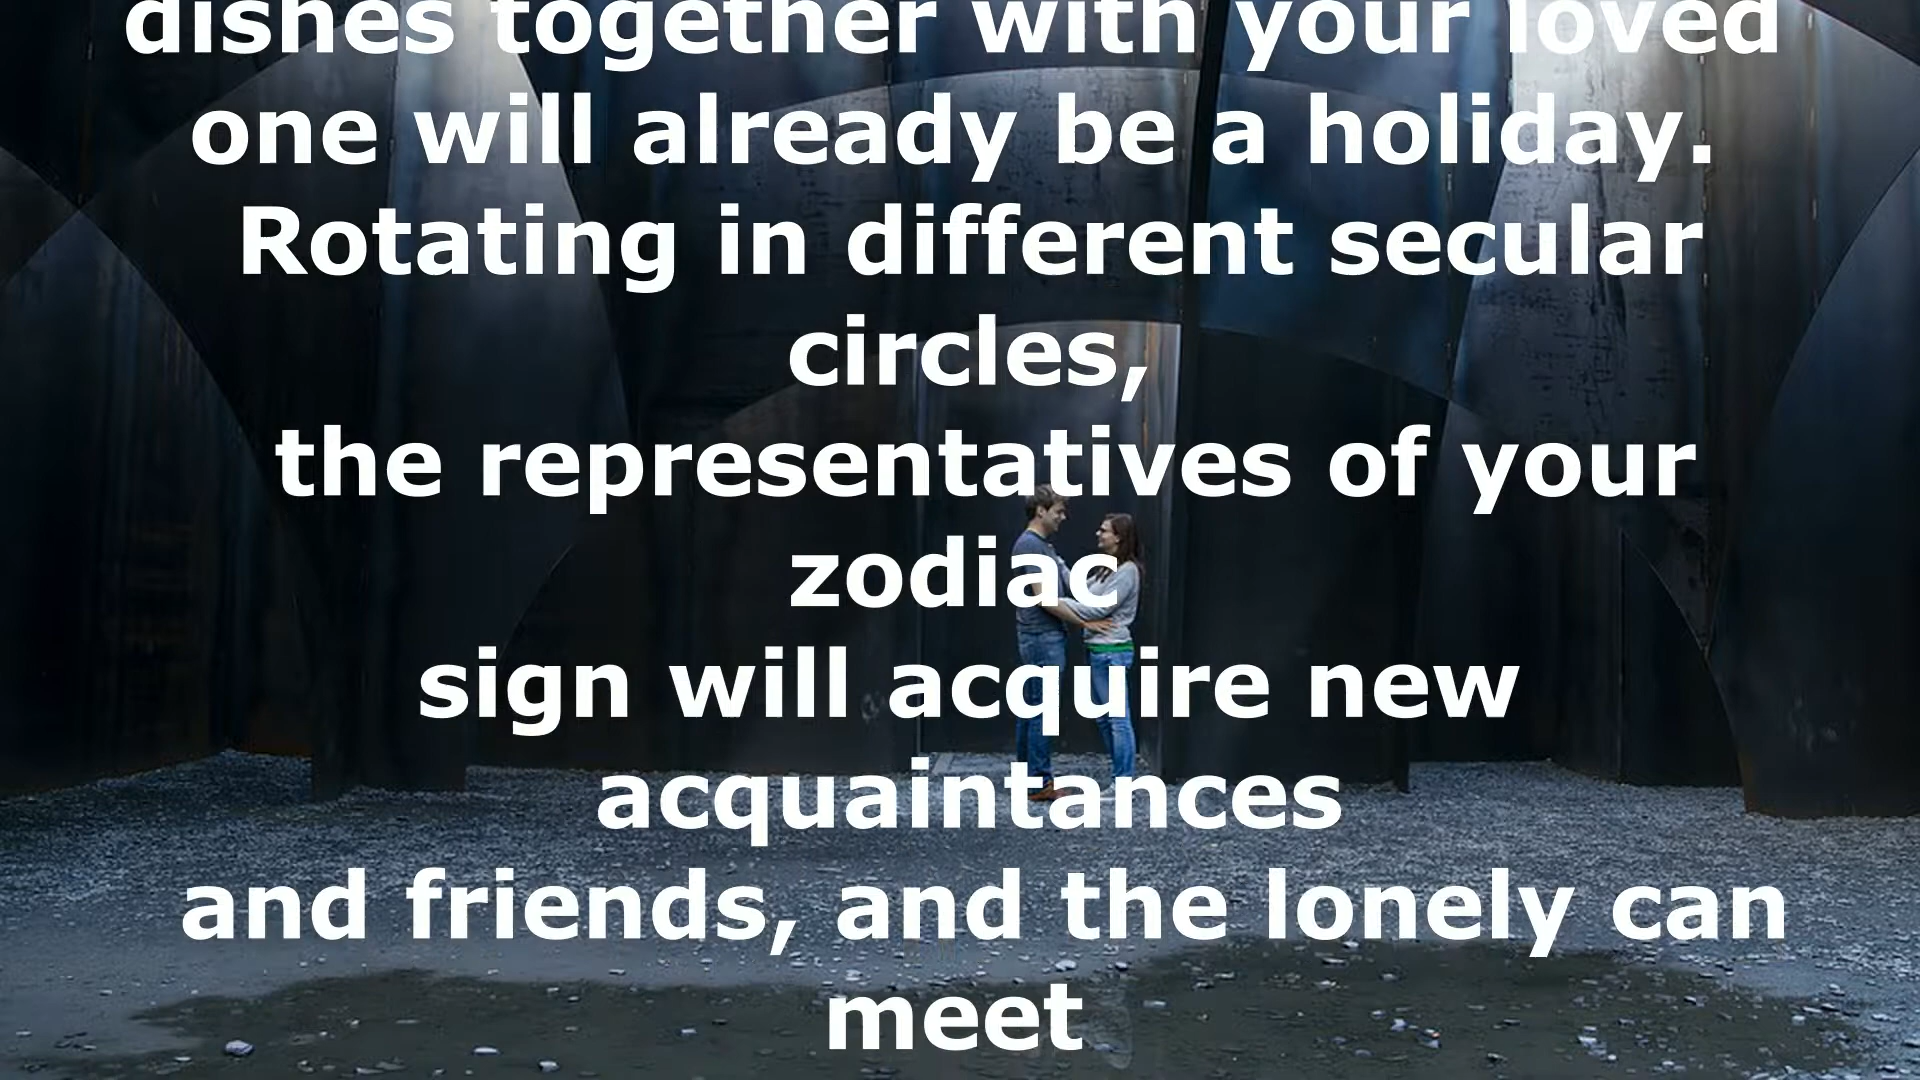 dishes together with your loved
one will already be a holiday.
Rotating in different secular
circles,
the representatives of your
zodiac
sign will acquire new
acquaintances
and friends, and the lonely can
meet